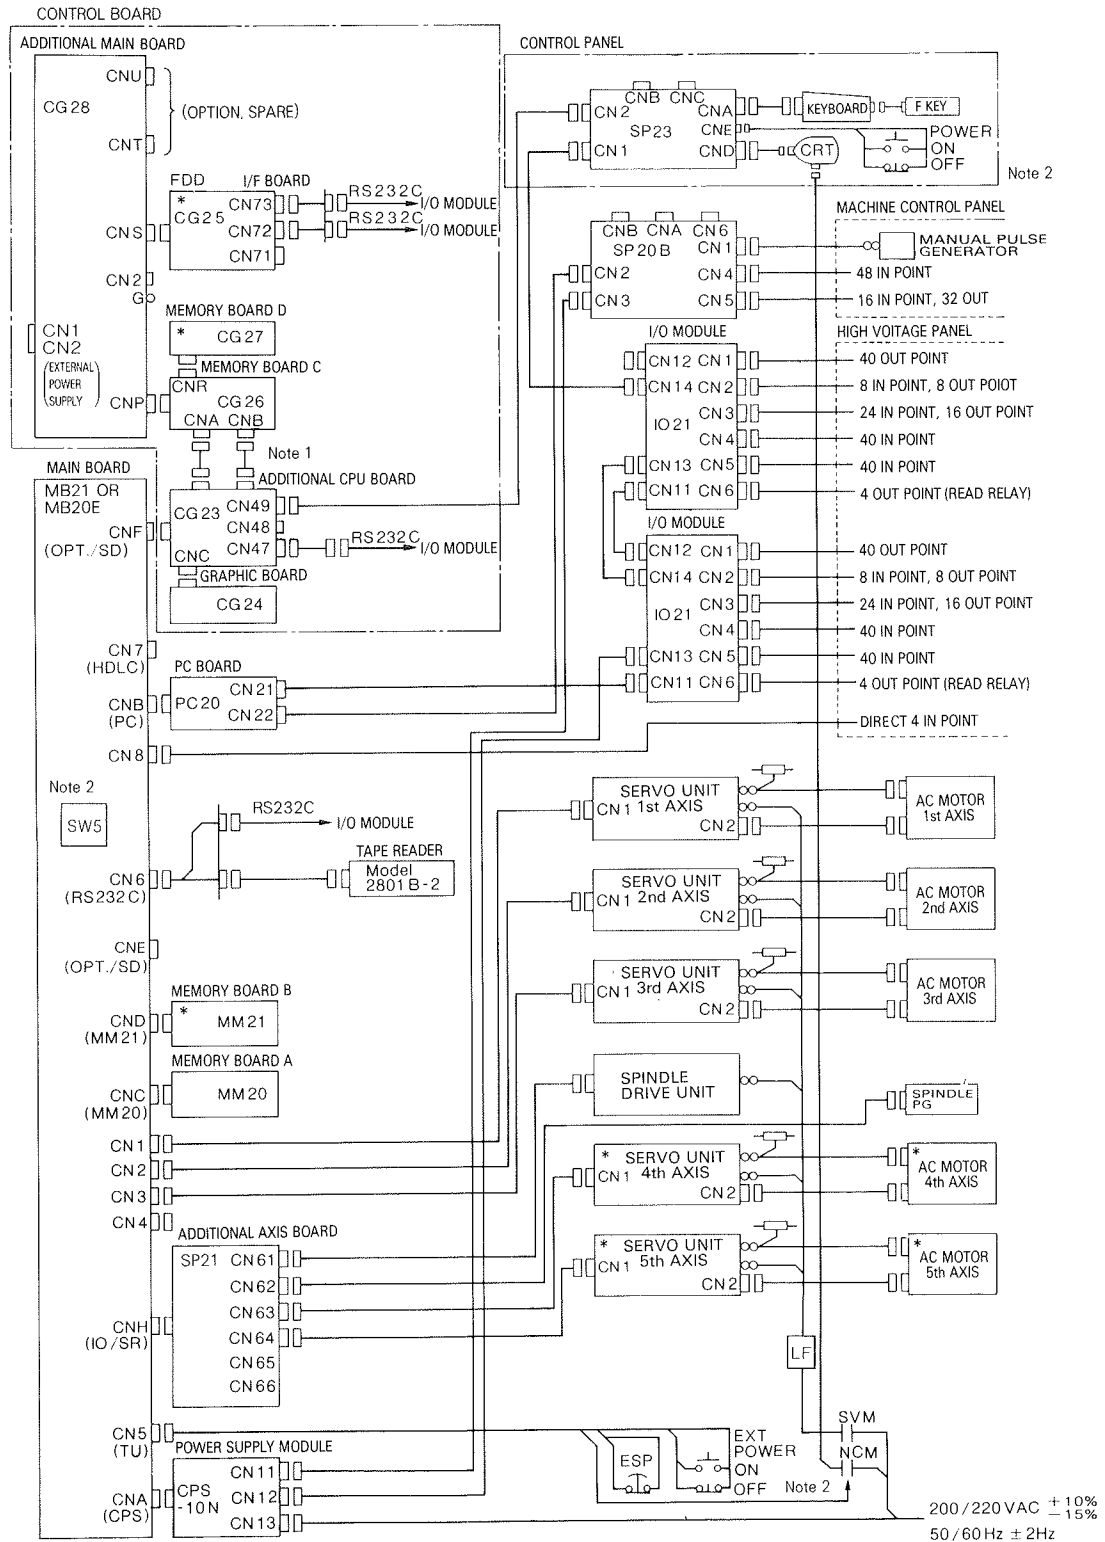 CONTROL BOARD
ADDITIONAL MAIN BOARD
CG28
CNU
CNT
(OPTION, SPARE)
FDD I/F BOARD
* CG25
CN73
CN72
CN71
RS232C
I/O MODULE
RS232C
I/O MODULE
CNS
CN2
G
CN1
CN2
(EXTERNAL
POWER
SUPPLY)
MEMORY BOARD D
* CG27
MEMORY BOARD C
CNR
CG26
CNA CNB
CNP
Note 1
ADDITIONAL CPU BOARD
CG23
CN49
CN48
CN47
CNC
RS232C
I/O MODULE
GRAPHIC BOARD
CG24
CONTROL PANEL
CNB CNC
CN2
CN1
SP23
CNA
CNE
CND
KEYBOARD
F KEY
CRT
POWER
ON
OFF
Note 2
MACHINE CONTROL PANEL
CNB CNA CN6
SP20B
CN1
CN2 CN4
CN3 CN5
MANUAL PULSE
GENERATOR
48 IN POINT
16 IN POINT, 32 OUT
I/O MODULE
HIGH VOLTAGE PANEL
CN12 CN1
40 OUT POINT
CN14 CN2
8 IN POINT, 8 OUT POIOT
IO21
CN3
24 IN POINT, 16 OUT POINT
CN4
40 IN POINT
CN13 CN5
40 IN POINT
CN11 CN6
4 OUT POINT (READ RELAY)
I/O MODULE
CN12 CN1
40 OUT POINT
CN14 CN2
8 IN POINT, 8 OUT POINT
IO21
CN3
24 IN POINT, 16 OUT POINT
CN4
40 IN POINT
CN13 CN5
40 IN POINT
CN11 CN6
4 OUT POINT (READ RELAY)
DIRECT 4 IN POINT
MAIN BOARD
MB21 OR
MB20E
CNF
(OPT./SD)
CN7
(HDLC)
PC BOARD
PC20
CN21
CN22
CNB
(PC)
CN8
Note 2
SW5
RS232C
I/O MODULE
TAPE READER
Model
2801B-2
CN6
(RS232C)
CNE
(OPT./SD)
MEMORY BOARD B
* MM21
CND
(MM21)
MEMORY BOARD A
MM20
CNC
(MM20)
CN1
CN2
CN3
CN4
ADDITIONAL AXIS BOARD
SP21
CN61
CN62
CN63
CN64
CN65
CN66
CNH
(IO/SR)
CN5
(TU)
POWER SUPPLY MODULE
CPS
-10N
CN11
CN12
CN13
CNA
(CPS)
SERVO UNIT
1st AXIS
CN1
CN2
AC MOTOR
1st AXIS
SERVO UNIT
2nd AXIS
CN1
CN2
AC MOTOR
2nd AXIS
SERVO UNIT
3rd AXIS
CN1
CN2
AC MOTOR
3rd AXIS
SPINDLE
DRIVE UNIT
SPINDLE
PG
* SERVO UNIT
4th AXIS
CN1
CN2
* AC MOTOR
4th AXIS
* SERVO UNIT
5th AXIS
CN1
CN2
* AC MOTOR
5th AXIS
LF
SVM
NCM
ESP
EXT
POWER
ON
OFF
Note 2
200/220VAC +10%
-15%
50/60Hz ± 2Hz